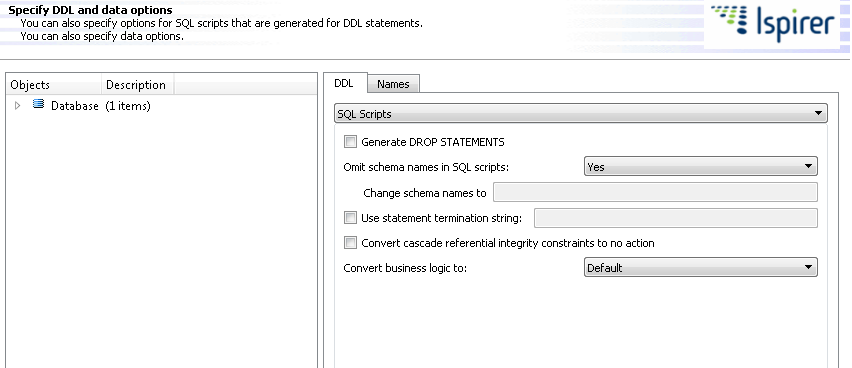 Specify DDL and data options
You can also specify options for SQL scripts that are generated for DDL statements.
You can also specify data options.
Ispirer
Objects Description
Database (1 items)
DDL Names
SQL Scripts
Generate DROP STATEMENTS
Omit schema names in SQL scripts: Yes
Change schema names to
Use statement termination string:
Convert cascade referential integrity constraints to no action
Convert business logic to: Default